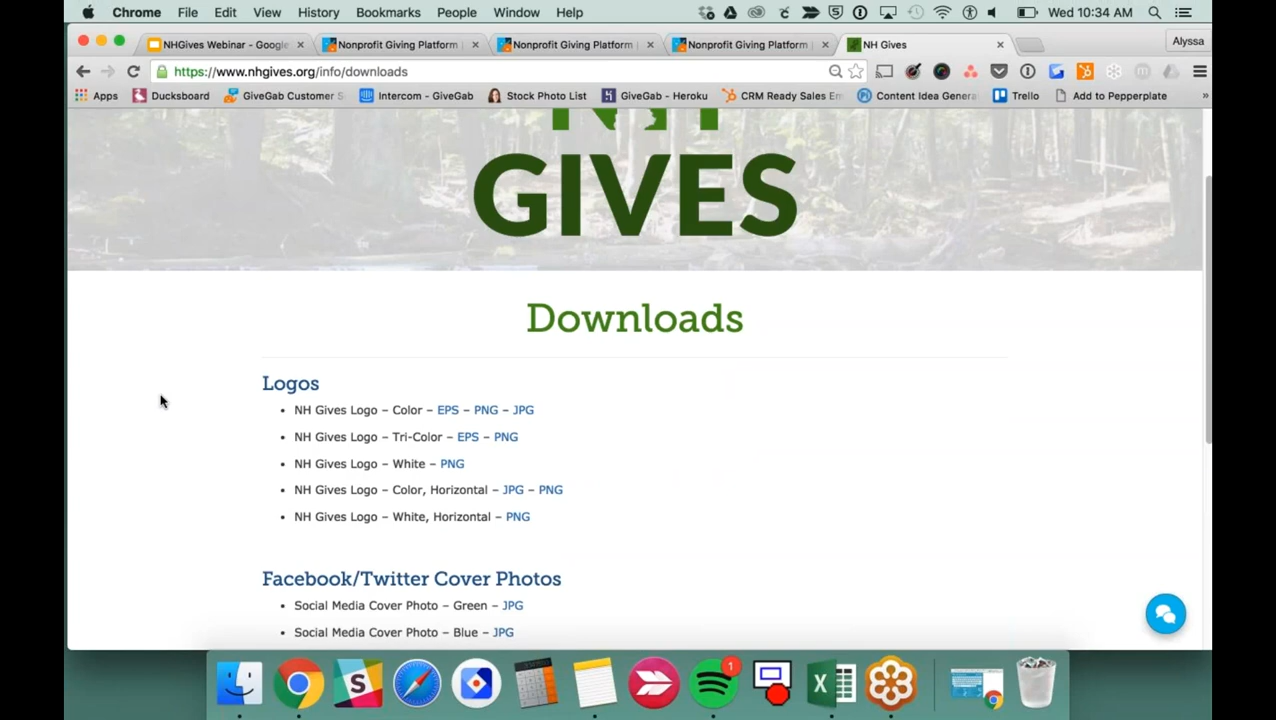 Chrome File Edit View History Bookmarks People Window Help Wed 10:34 AM
NHGives Webinar - Google Nonprofit Giving Platform Nonprofit Giving Platform Nonprofit Giving Platform NH Gives Alyssa
https://www.nhgives.org/info/downloads
Apps Ducksboard GiveGab Customer S Intercom - GiveGab Stock Photo List GiveGab - Heroku CRM Ready Sales Em Content Idea Genera Trello Add to Pepperplate »
NH
GIVES
Downloads
Logos
• NH Gives Logo – Color – EPS – PNG – JPG
• NH Gives Logo – Tri-Color – EPS – PNG
• NH Gives Logo – White – PNG
• NH Gives Logo – Color, Horizontal – JPG – PNG
• NH Gives Logo – White, Horizontal – PNG
Facebook/Twitter Cover Photos
• Social Media Cover Photo – Green – JPG
• Social Media Cover Photo – Blue – JPG
1